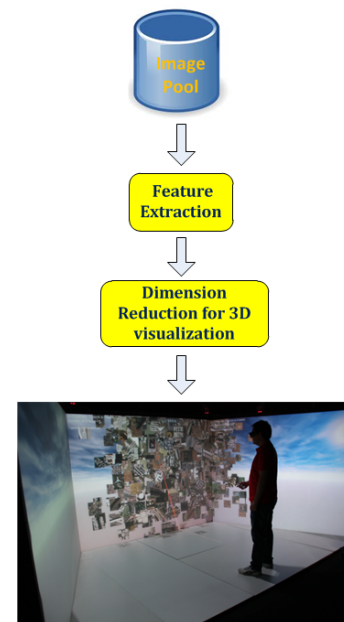 Image
Pool
Feature
Extraction
Dimension
Reduction for 3D
visualization